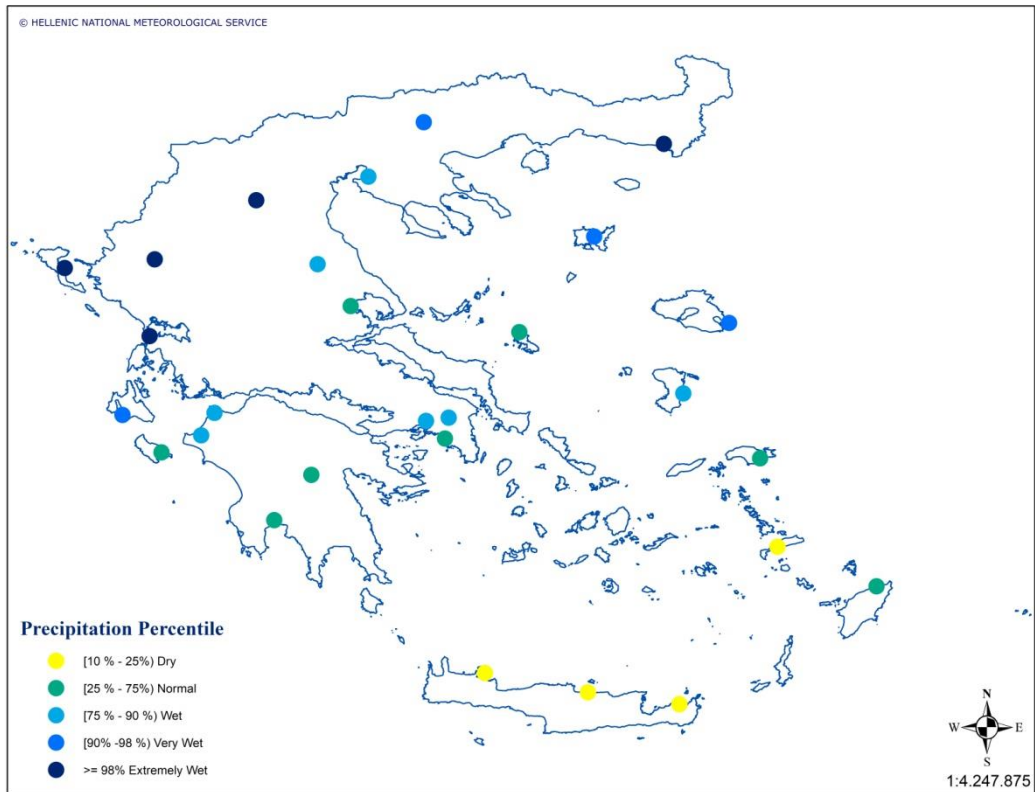 © HELLENIC NATIONAL METEOROLOGICAL SERVICE
Precipitation Percentile
[10 % - 25%) Dry
[25 % - 75%) Normal
[75 % - 90 %) Wet
[90% -98 %) Very Wet
>= 98% Extremely Wet
N
W E
S
1:4.247.875